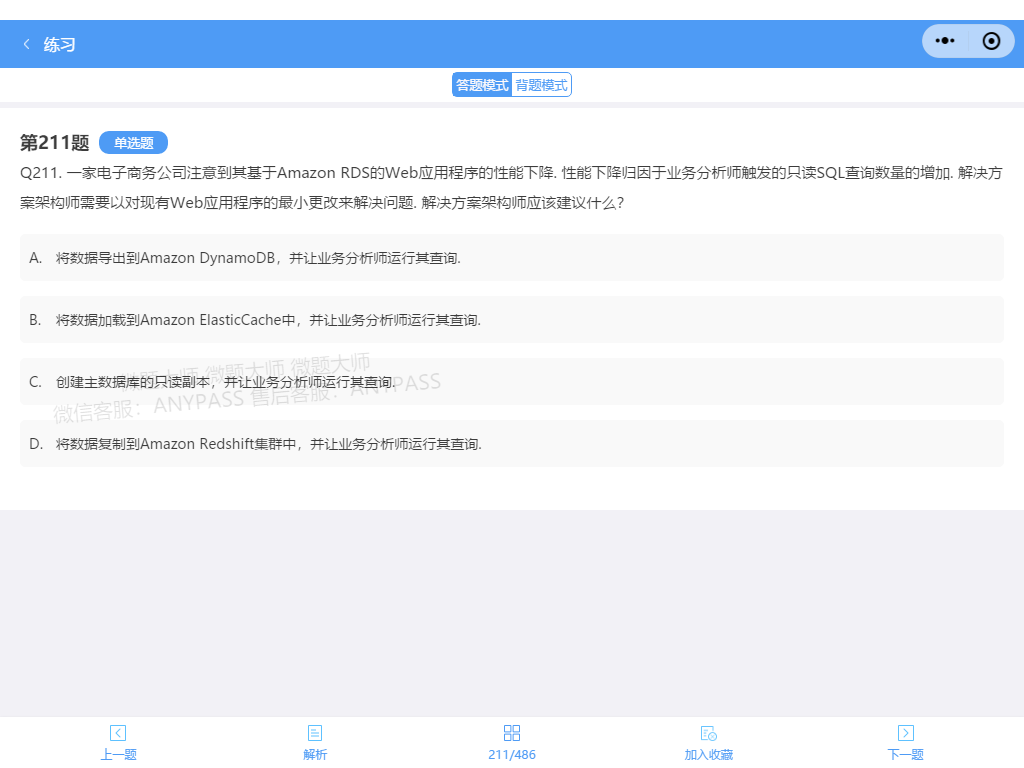 练习
答题模式 背题模式
第211题 单选题
Q211. 一家电子商务公司注意到其基于Amazon RDS的Web应用程序的性能下降. 性能下降归因于业务分析师触发的只读SQL查询数量的增加. 解决方
案架构师需要以对现有Web应用程序的最小更改来解决问题. 解决方案架构师应该建议什么?
A. 将数据导出到Amazon DynamoDB，并让业务分析师运行其查询.
B. 将数据加载到Amazon ElasticCache中，并让业务分析师运行其查询.
微题大师 微题大师 微题大师
C. 创建主数据库的只读副本，并让业务分析师运行其查询.
微信客服：ANYPASS 售后客服：ANYPASS
D. 将数据复制到Amazon Redshift集群中，并让业务分析师运行其查询.
上一题 解析 211/486 加入收藏 下一题